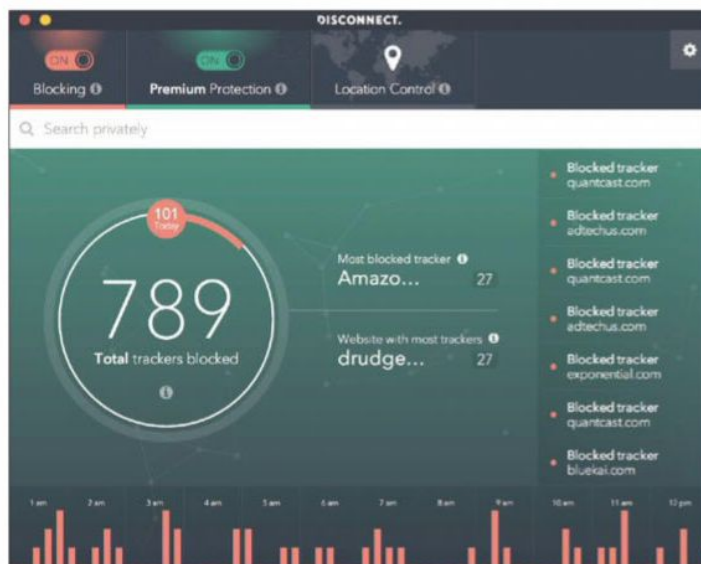 DISCONNECT.
ON
ON
Blocking
Premium Protection
Location Control
Search privately
101
Today
789
Total trackers blocked
Most blocked tracker
Amazo... 27
Website with most trackers
drudge... 27
Blocked tracker
quantcast.com
Blocked tracker
adtechus.com
Blocked tracker
quantcast.com
Blocked tracker
adtechus.com
Blocked tracker
exponential.com
Blocked tracker
quantcast.com
Blocked tracker
bluekai.com
1 am 2 am 3 am 4 am 5 am 6 am 7 am 8 am 9 am 10 am 11 am 12 pm